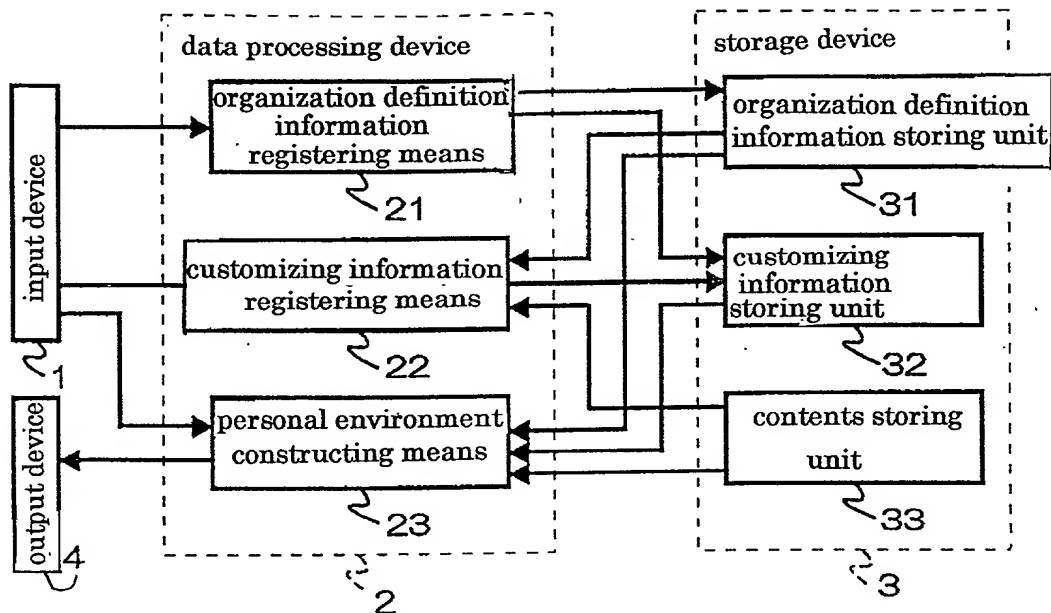 data processing device
storage device
input device
1
output device
4
organization definition
information
registering means
21
customizing information
registering means
22
personal environment
constructing means
23
2
organization definition
information storing unit
31
customizing
information
storing unit
32
contents storing
unit
33
3